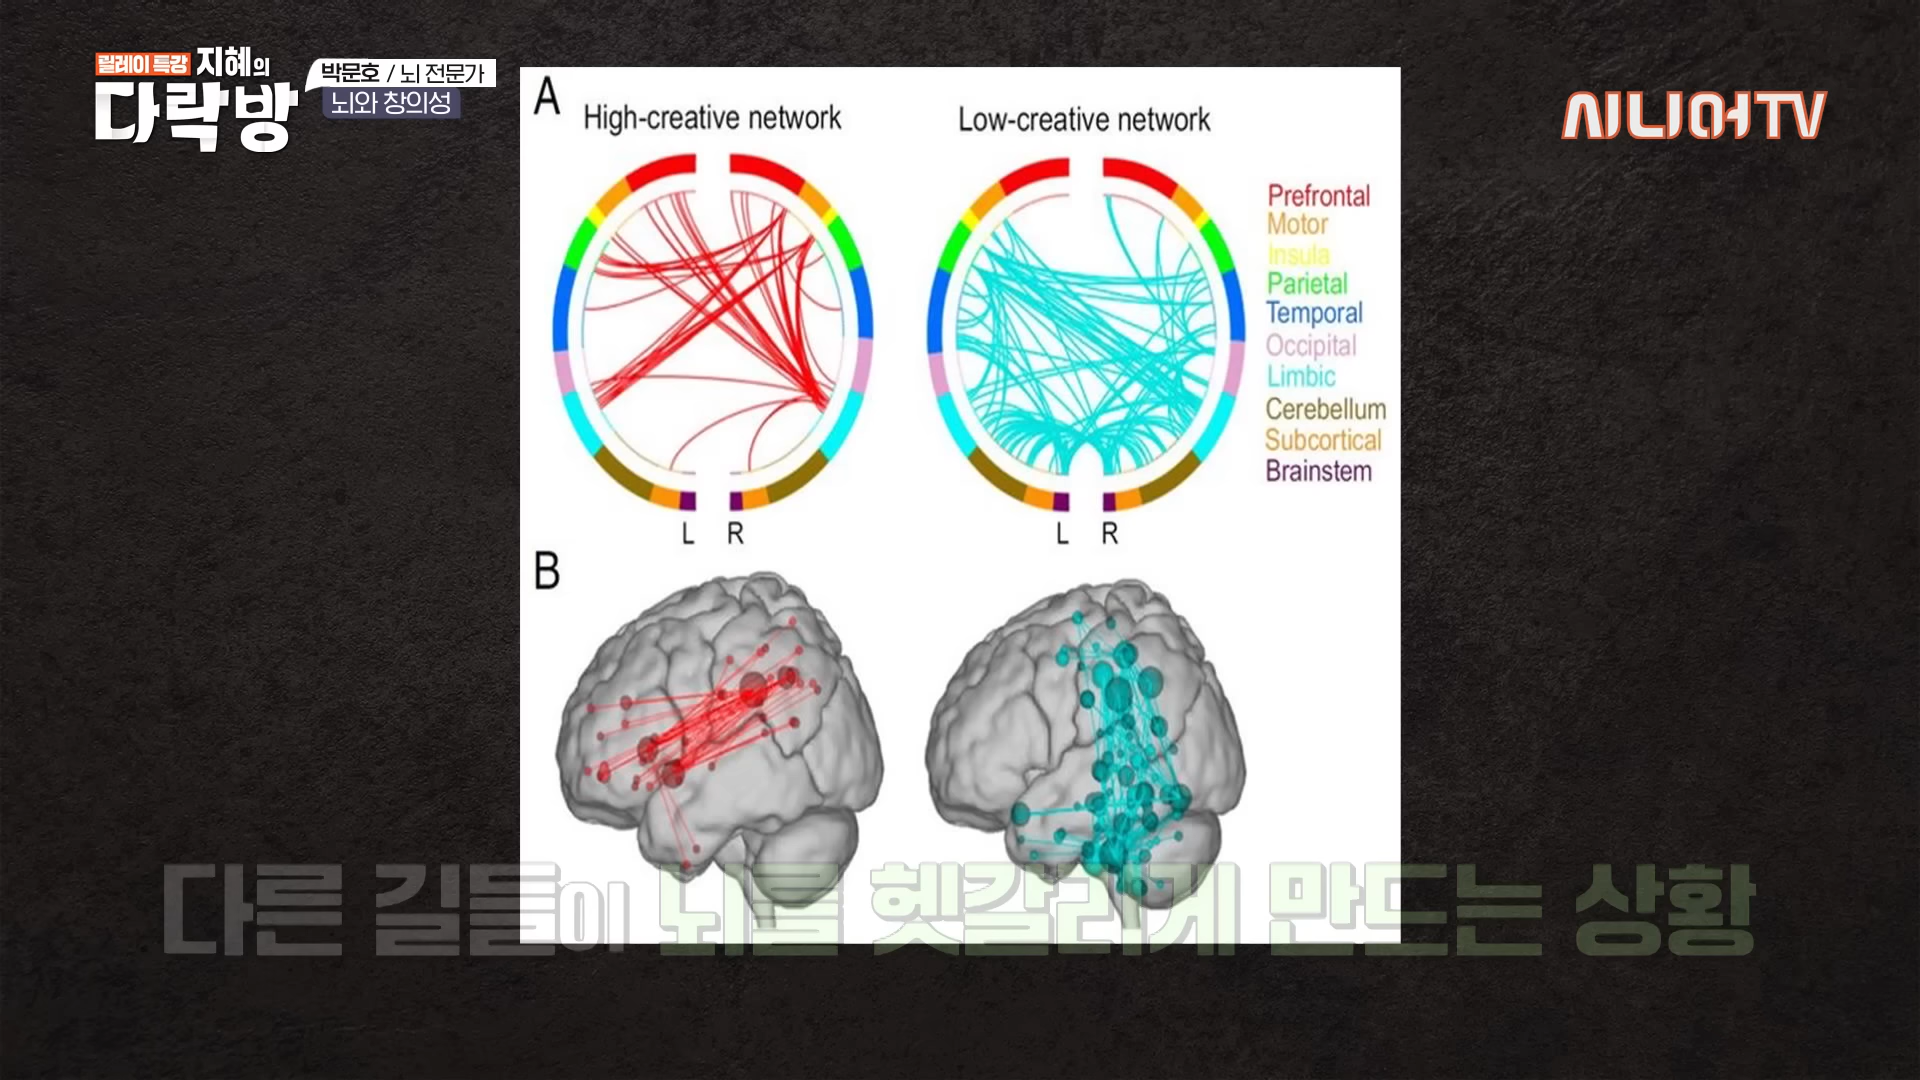 릴레이 특강 지혜의
다락방
박문호 / 뇌 전문가
뇌와 창의성
시니어TV
A
High-creative network
Low-creative network
Prefrontal
Motor
Insula
Parietal
Temporal
Occipital
Limbic
Cerebellum
Subcortical
Brainstem
L R
L R
B
다른 길들이 뇌를 헷갈리게 만드는 상황